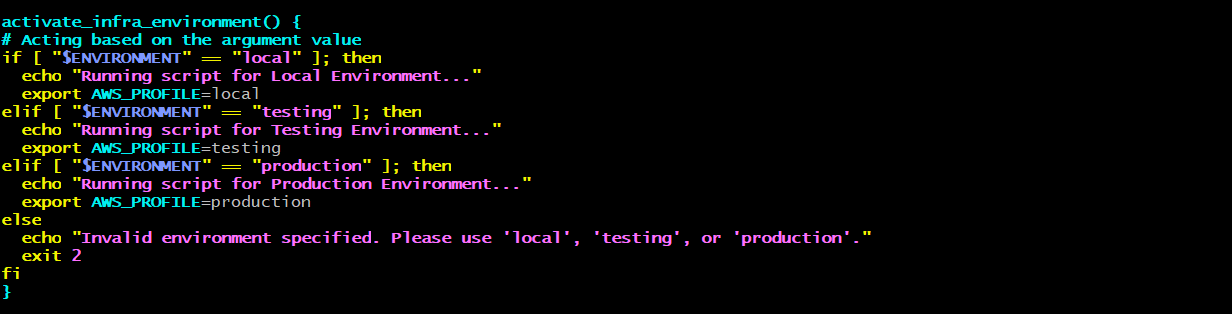 activate_infra_environment() {
# Acting based on the argument value
if [ "$ENVIRONMENT" == "local" ]; then
  echo "Running script for Local Environment..."
  export AWS_PROFILE=local
elif [ "$ENVIRONMENT" == "testing" ]; then
  echo "Running script for Testing Environment..."
  export AWS_PROFILE=testing
elif [ "$ENVIRONMENT" == "production" ]; then
  echo "Running script for Production Environment..."
  export AWS_PROFILE=production
else
  echo "Invalid environment specified. Please use 'local', 'testing', or 'production'."
  exit 2
fi
}